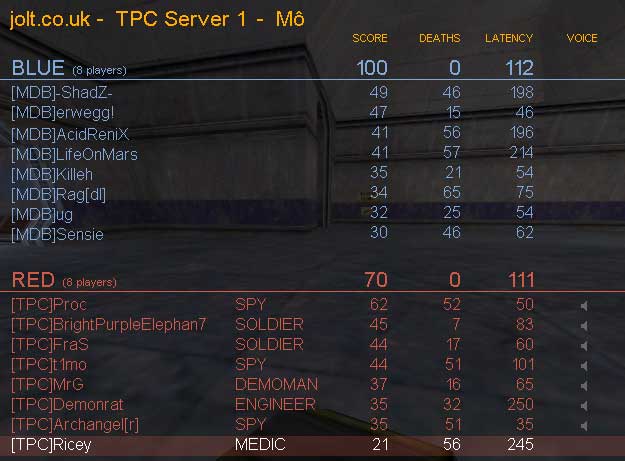 jolt.co.uk - TPC Server 1 - Mô
SCORE DEATHS LATENCY VOICE
BLUE (8 players) 100 0 112
[MDB]-ShadZ- 49 46 198
[MDB]erwegg! 47 15 46
[MDB]AcidReniX 41 56 196
[MDB]LifeOnMars 41 57 214
[MDB]Killeh 35 21 54
[MDB]Rag[dl] 34 65 75
[MDB]ug 32 25 54
[MDB]Sensie 30 46 62
RED (8 players) 70 0 111
[TPC]Proc SPY 62 52 50
[TPC]BrightPurpleElephan7 SOLDIER 45 7 83
[TPC]FraS SOLDIER 44 17 60
[TPC]t1mo SPY 44 51 101
[TPC]MrG DEMOMAN 37 16 65
[TPC]Demonrat ENGINEER 35 32 250
[TPC]Archangel[r] SPY 35 51 35
[TPC]Ricey MEDIC 21 56 245